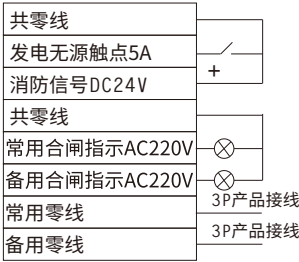 共零线
发电无源触点5A
消防信号DC24V
+
共零线
常用合闸指示AC220V
备用合闸指示AC220V
3P产品接线
常用零线
3P产品接线
备用零线